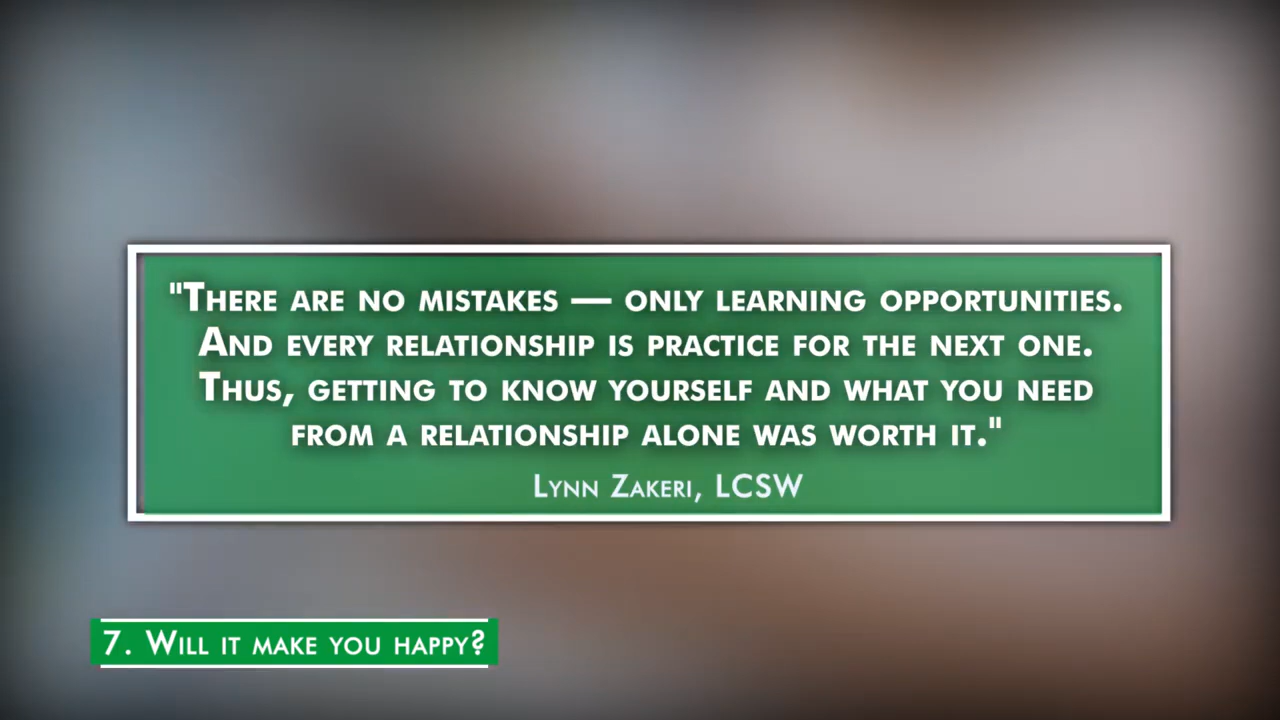 "There are no mistakes — only learning opportunities.
And every relationship is practice for the next one.
Thus, getting to know yourself and what you need
from a relationship alone was worth it."
Lynn Zakeri, LCSW
7. Will it make you happy?